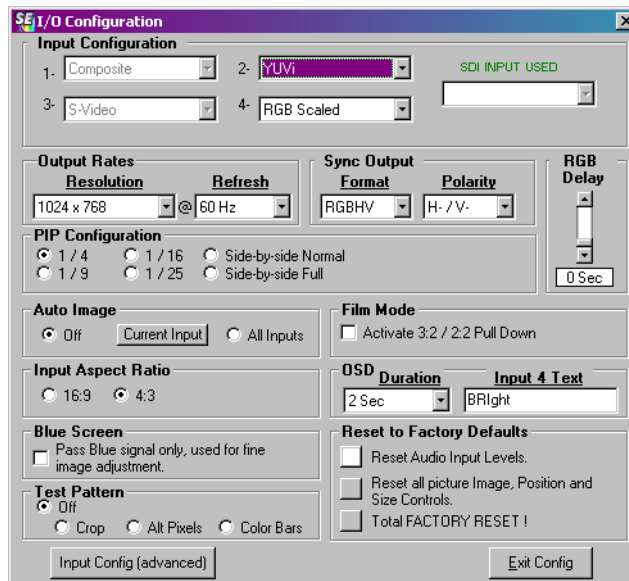 SE I/O Configuration
Input Configuration
1- Composite 2- YUVi SDI INPUT USED
3- S-Video 4- RGB Scaled
Output Rates Sync Output RGB
Resolution Refresh Format Polarity Delay
1024 x 768 @ 60 Hz RGBHV H- / V-
PIP Configuration
1 / 4 1 / 16 Side-by-side Normal
1 / 9 1 / 25 Side-by-side Full
0 Sec
Auto Image
Off Current Input All Inputs
Film Mode
Activate 3:2 / 2:2 Pull Down
Input Aspect Ratio
16:9 4:3
OSD Duration Input 4 Text
2 Sec BRIght
Blue Screen
Pass Blue signal only, used for fine
image adjustment.
Reset to Factory Defaults
Reset Audio Input Levels.
Reset all picture Image, Position and
Size Controls.
Total FACTORY RESET !
Test Pattern
Off
Crop Alt Pixels Color Bars
Input Config (advanced) Exit Config